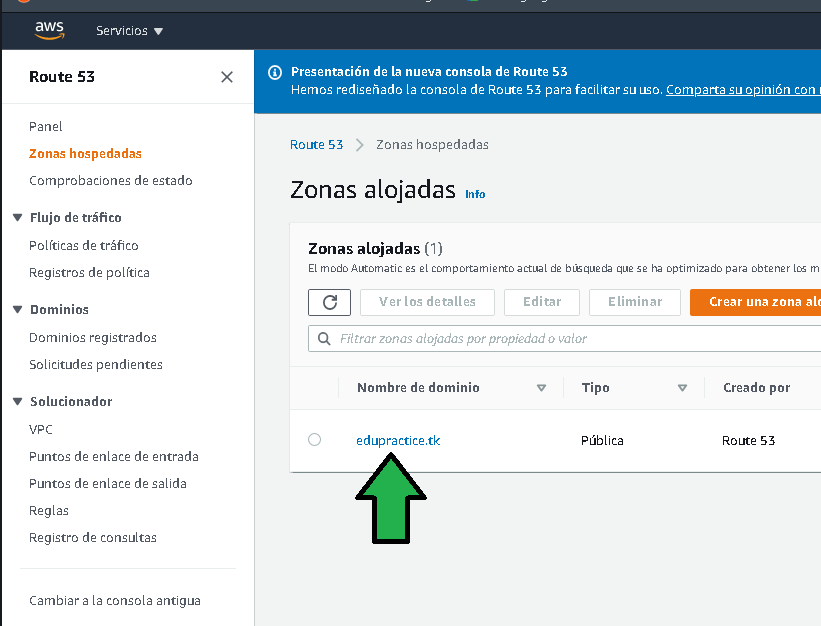 aws
Servicios
Route 53
Presentación de la nueva consola de Route 53
Hemos rediseñado la consola de Route 53 para facilitar su uso. Comparta su opinión con
Panel
Zonas hospedadas
Comprobaciones de estado
Flujo de tráfico
Políticas de tráfico
Registros de política
Dominios
Dominios registrados
Solicitudes pendientes
Solucionador
VPC
Puntos de enlace de entrada
Puntos de enlace de salida
Reglas
Registro de consultas
Cambiar a la consola antigua
Route 53 > Zonas hospedadas
Zonas alojadas Info
Zonas alojadas (1)
El modo Automatic es el comportamiento actual de búsqueda que se ha optimizado para obtener los m
Ver los detalles Editar Eliminar Crear una zona alo
Filtrar zonas alojadas por propiedad o valor
Nombre de dominio Tipo Creado por
edupractice.tk Pública Route 53